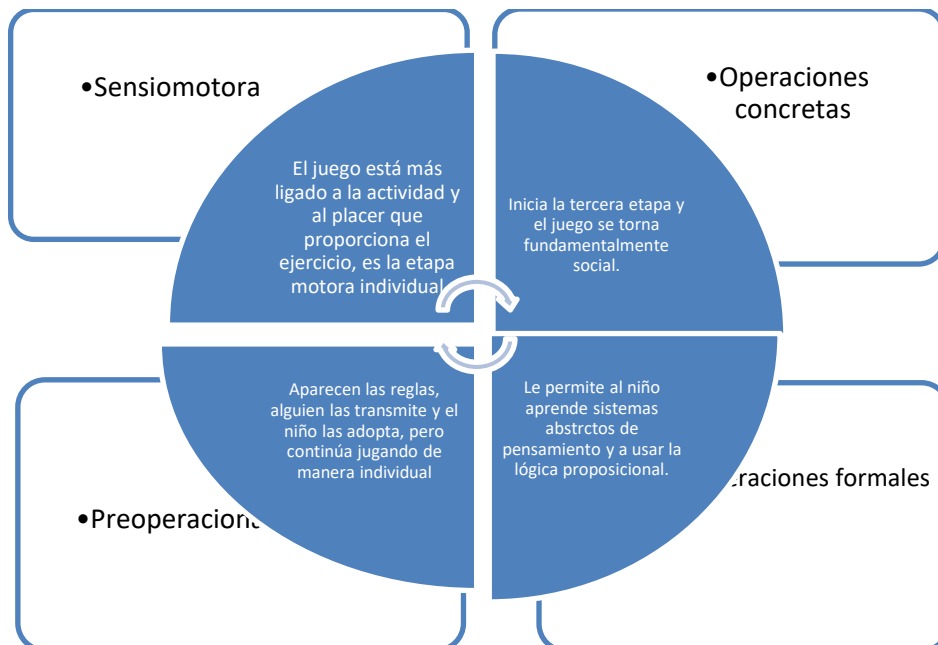 •Sensiomotora
El juego está más
ligado a la actividad y
al placer que
proporciona el
ejercicio, es la etapa
motora individual
•Operaciones
concretas
Inicia la tercera etapa y
el juego se torna
fundamentalmente
social.
Aparecen las reglas,
alguien las transmite y el
niño las adopta, pero
continúa jugando de
manera individual
•Preoperaciona
Le permite al niño
aprende sistemas
abstrctos de
pensamiento y a usar la
lógica proposicional.
eraciones formales